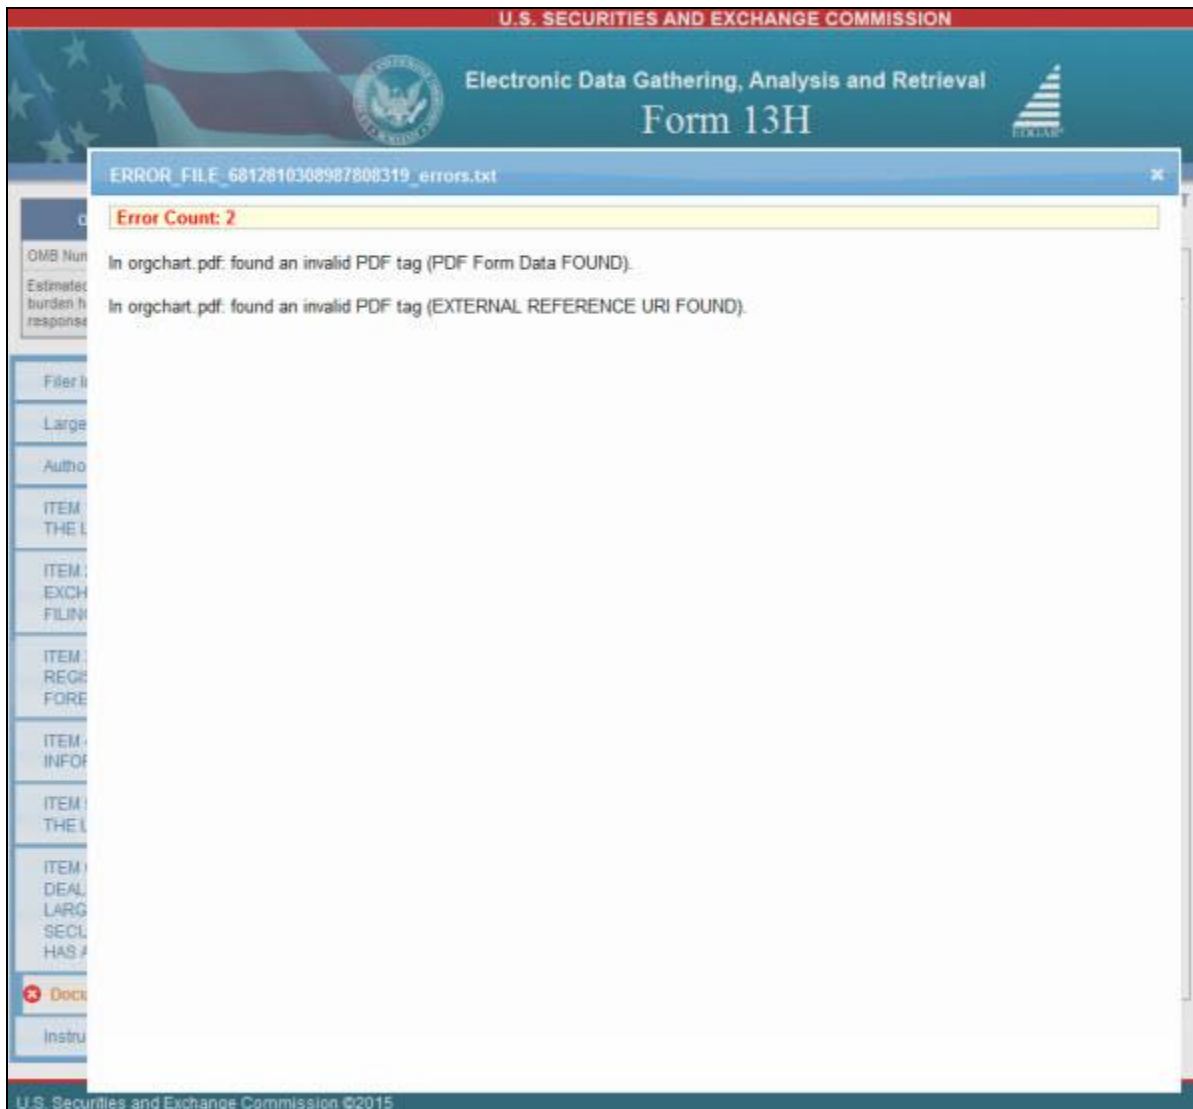 U.S. SECURITIES AND EXCHANGE COMMISSION
Electronic Data Gathering, Analysis and Retrieval
Form 13H
EDGAR
ERROR_FILE_6812810308987808319_errors.txt
Error Count: 2
OMB Num
Estimated
burden h
response
In orgchart.pdf: found an invalid PDF tag (PDF Form Data FOUND).
In orgchart.pdf: found an invalid PDF tag (EXTERNAL REFERENCE URI FOUND).
Filer I
Large
Autho
ITEM
THE L
ITEM
EXCH
FILING
ITEM
REGIS
FORE
ITEM
INFOR
ITEM
THE L
ITEM
DEAL
LARG
SECU
HAS A
Docu
Instru
U.S. Securities and Exchange Commission ©2015